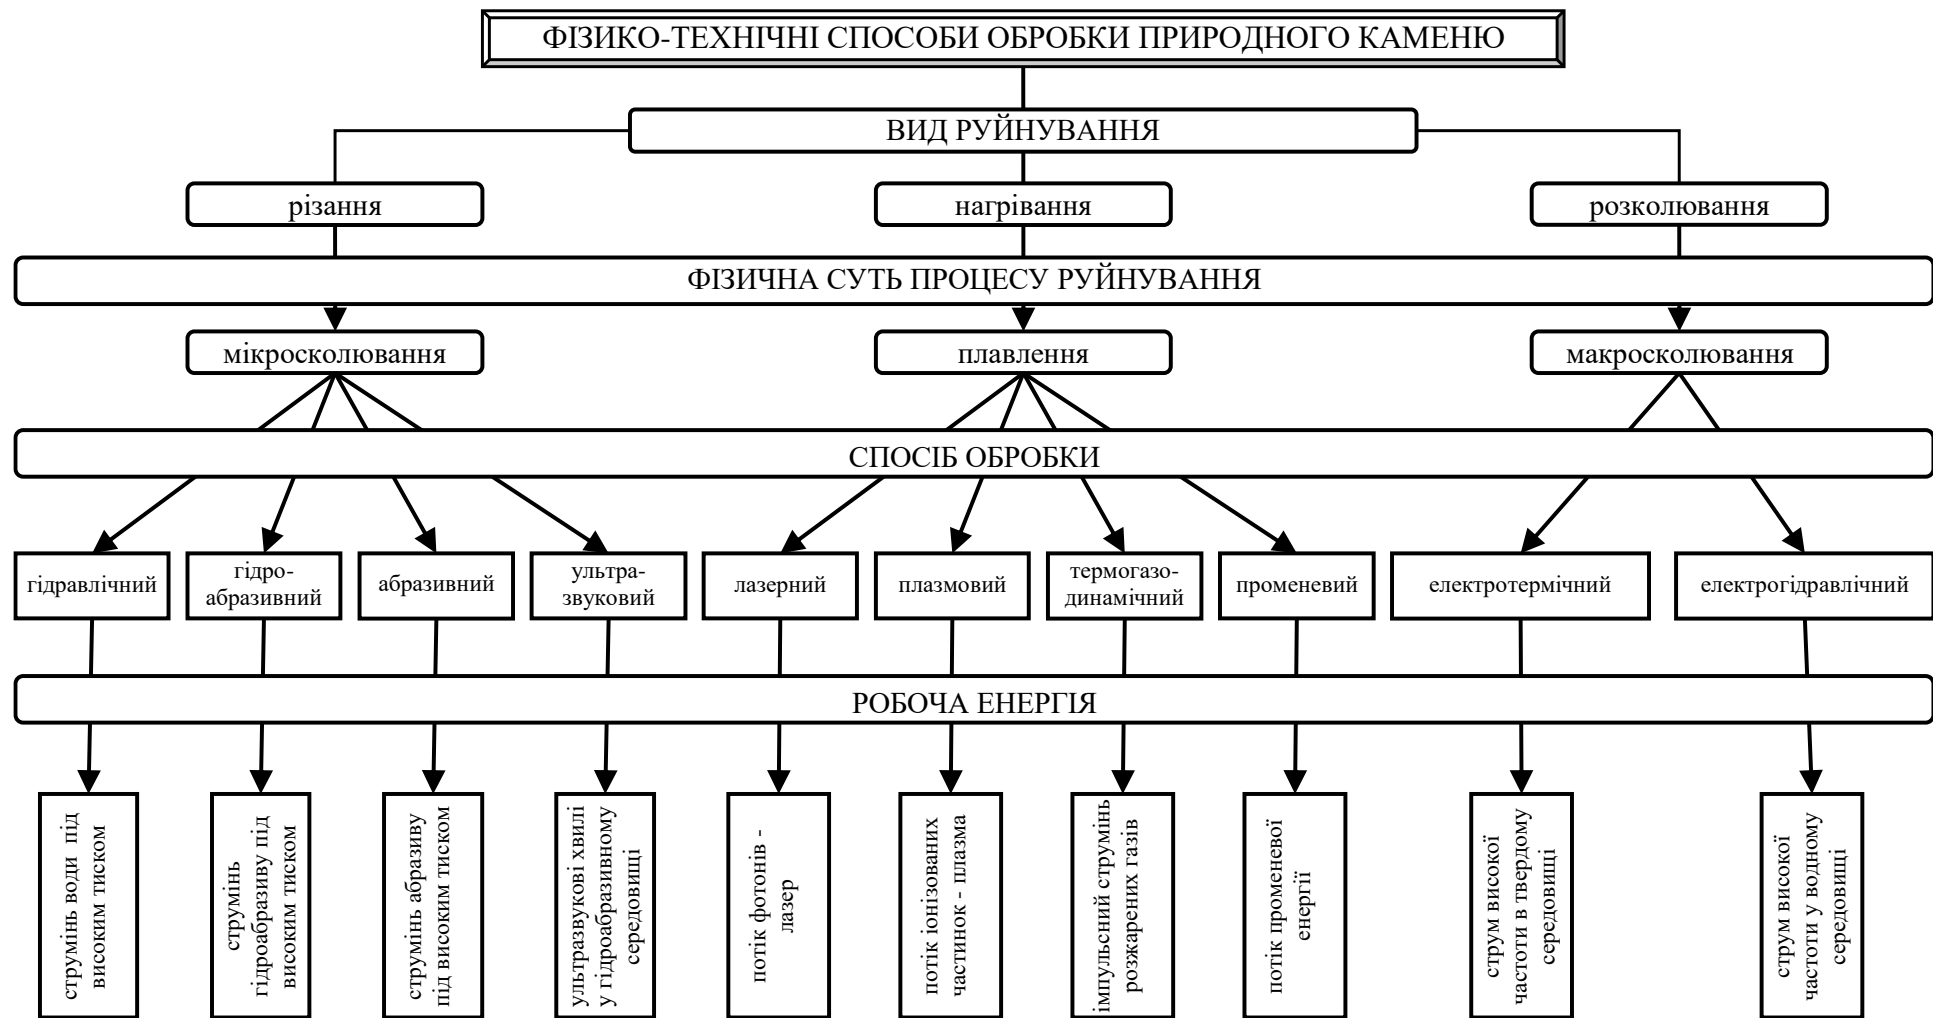 ФІЗИКО-ТЕХНІЧНІ СПОСОБИ ОБРОБКИ ПРИРОДНОГО КАМЕНЮ
ВИД РУЙНУВАННЯ
різання
нагрівання
розколювання
ФІЗИЧНА СУТЬ ПРОЦЕСУ РУЙНУВАННЯ
мікросколювання
плавлення
макросколювання
СПОСІБ ОБРОБКИ
гідравлічний
гідро-
абразивний
абразивний
ультра-
звуковий
лазерний
плазмовий
термогазо-
динамічний
променевий
електротермічний
електрогідравлічний
РОБОЧА ЕНЕРГІЯ
струмінь води під
високим тиском
струмінь
гідроабразиву під
високим тиском
струмінь абразиву
під високим тиском
ультразвукові хвилі
у гідроабразивному
середовищі
потік фотонів -
лазер
потік іонізованих
частинок - плазма
імпульсний струмінь
розжарених газів
потік променевої
енергії
струм високої
частоти в твердому
середовищі
струм високої
частоти у водному
середовищі